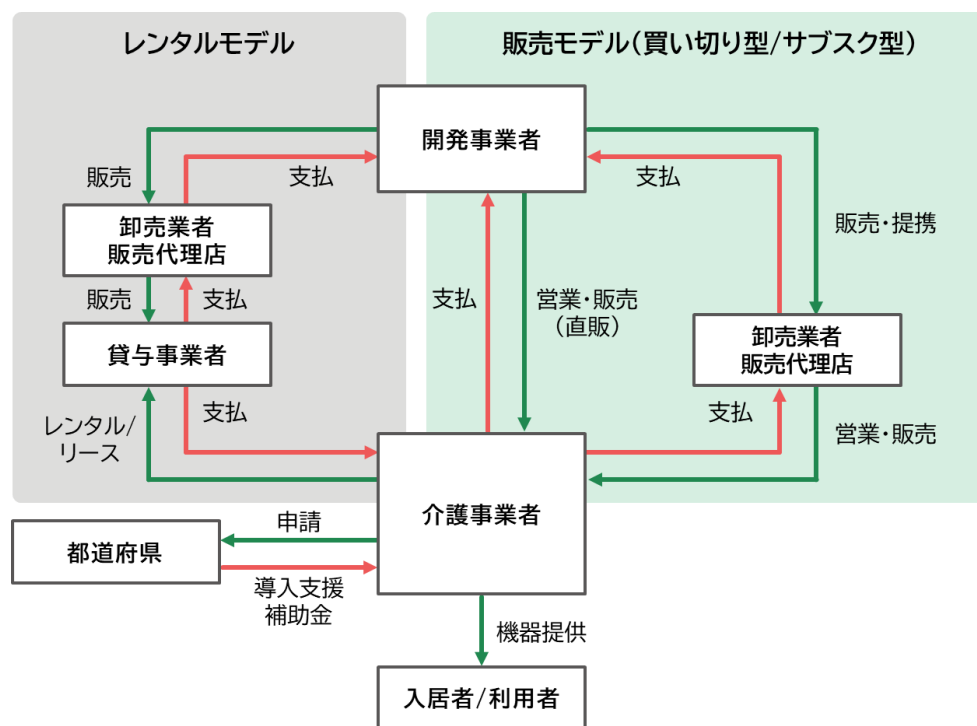 レンタルモデル
販売モデル(買い切り型/サブスク型)
開発事業者
販売
支払
支払
販売・提携
卸売業者
販売代理店
販売
支払
支払
営業・販売
(直販)
卸売業者
販売代理店
貸与事業者
レンタル/
リース
支払
支払
営業・販売
介護事業者
申請
都道府県
導入支援
補助金
機器提供
入居者/利用者